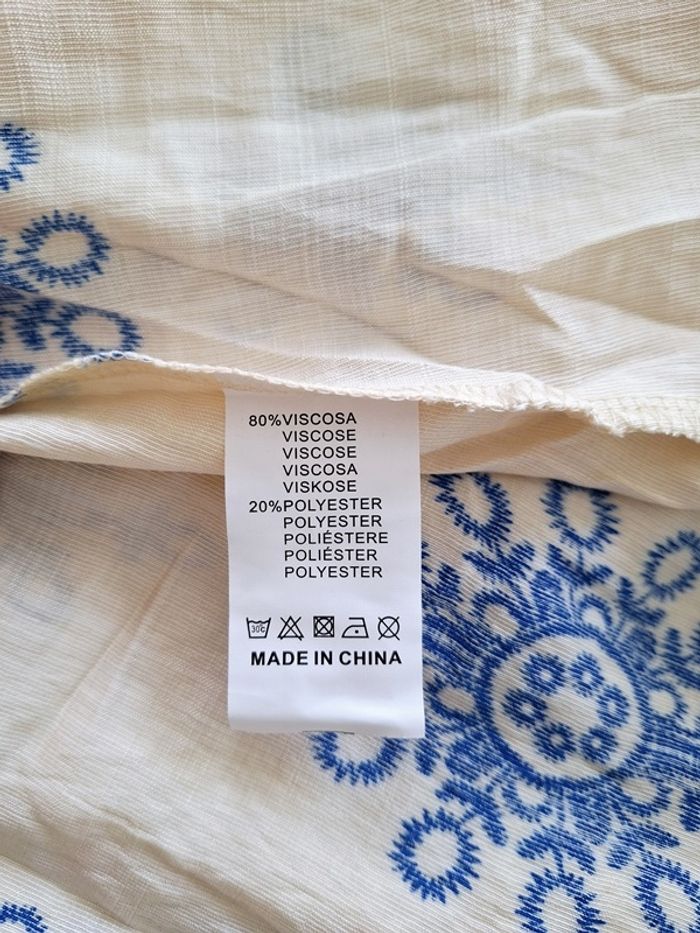 80%VISCOSA
VISCOSE
VISCOSE
VISCOSA
VISKOSE
20%POLYESTER
POLYESTER
POLIÉSTERE
POLIÉSTER
POLYESTER
30°C
MADE IN CHINA